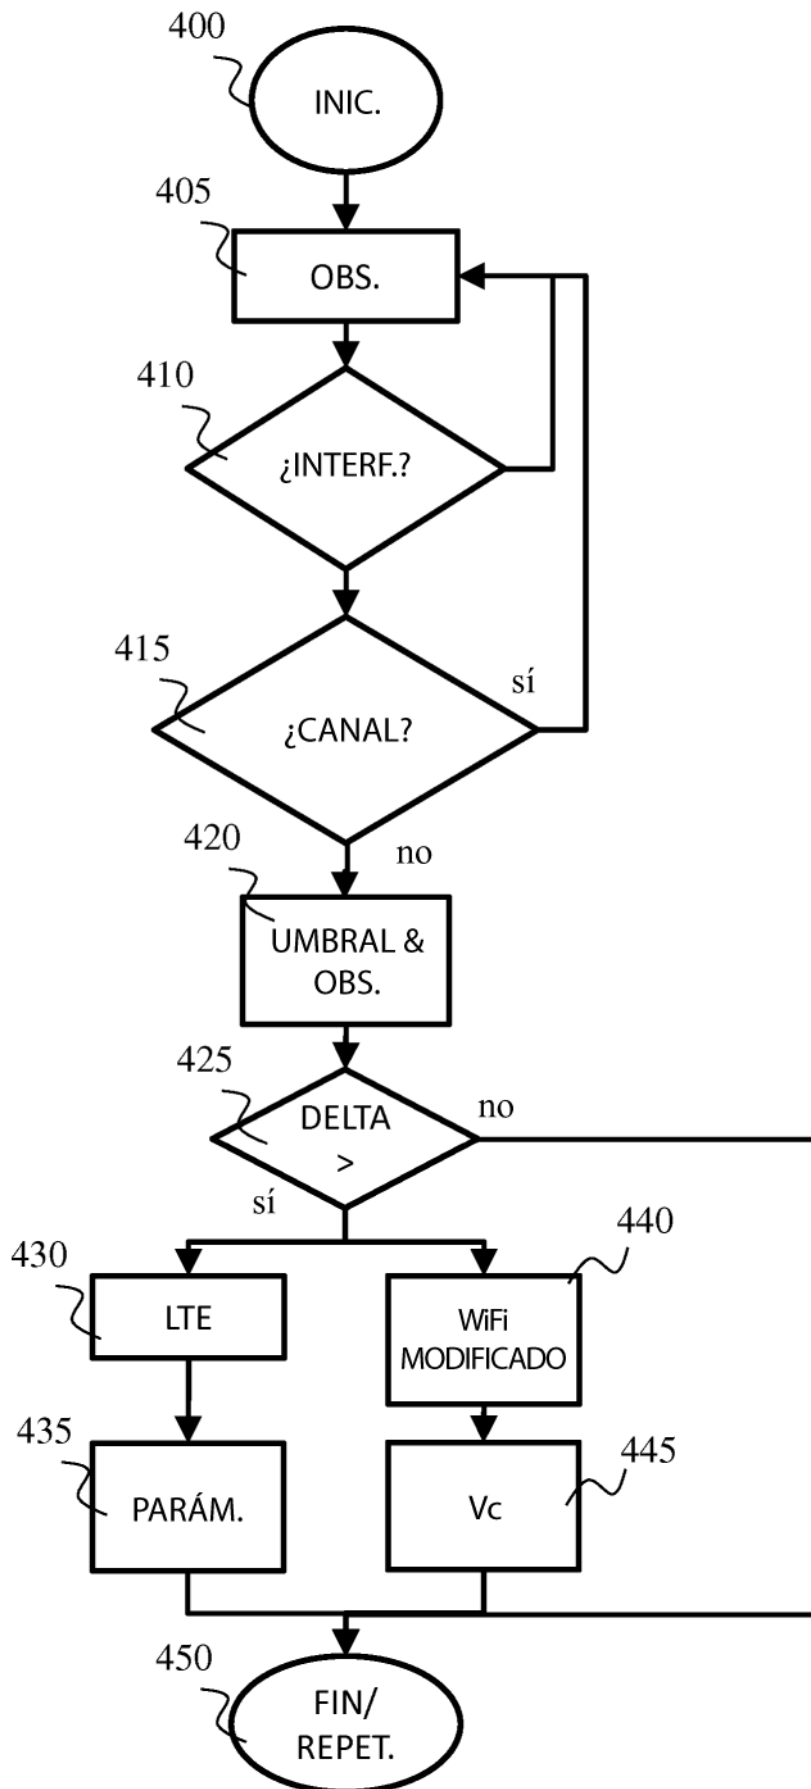 400
INIC.
405
OBS.
410
¿INTERF.?
415
sí
¿CANAL?
420
no
UMBRAL &
OBS.
425
DELTA
>
no
sí
430
LTE
440
WiFi
MODIFICADO
435
PARÁM.
445
Vc
450
FIN/
REPET.